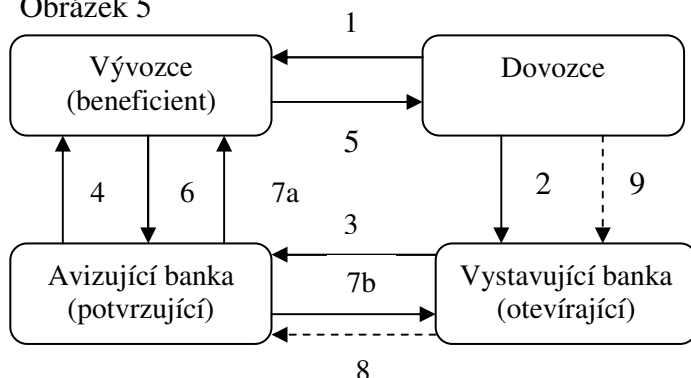 Obrázek 5
1
Vývozce
(beneficient)
Dovozce
5
4
6
7a
2
9
3
Avizující banka
(potvrzující)
7b
Vystavující banka
(otevírající)
8